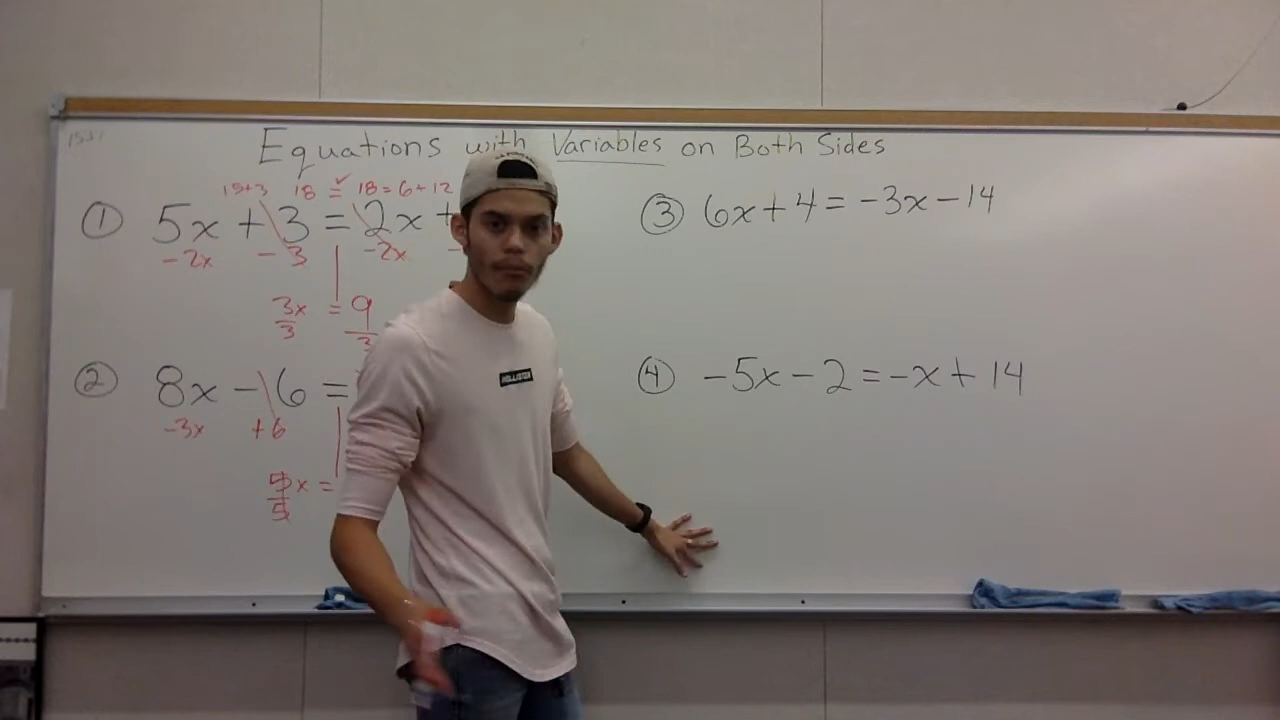 Equations with Variables on Both Sides
15+3 18 = 18 = 6 + 12
① 5x + 3 = 2x +
-2x - 3 -2x
3x = 9
3 3
② 8x - 6 =
-3x +6
5x =
5
③ 6x + 4 = -3x - 14
④ -5x - 2 = -x + 14
HOLLISTER